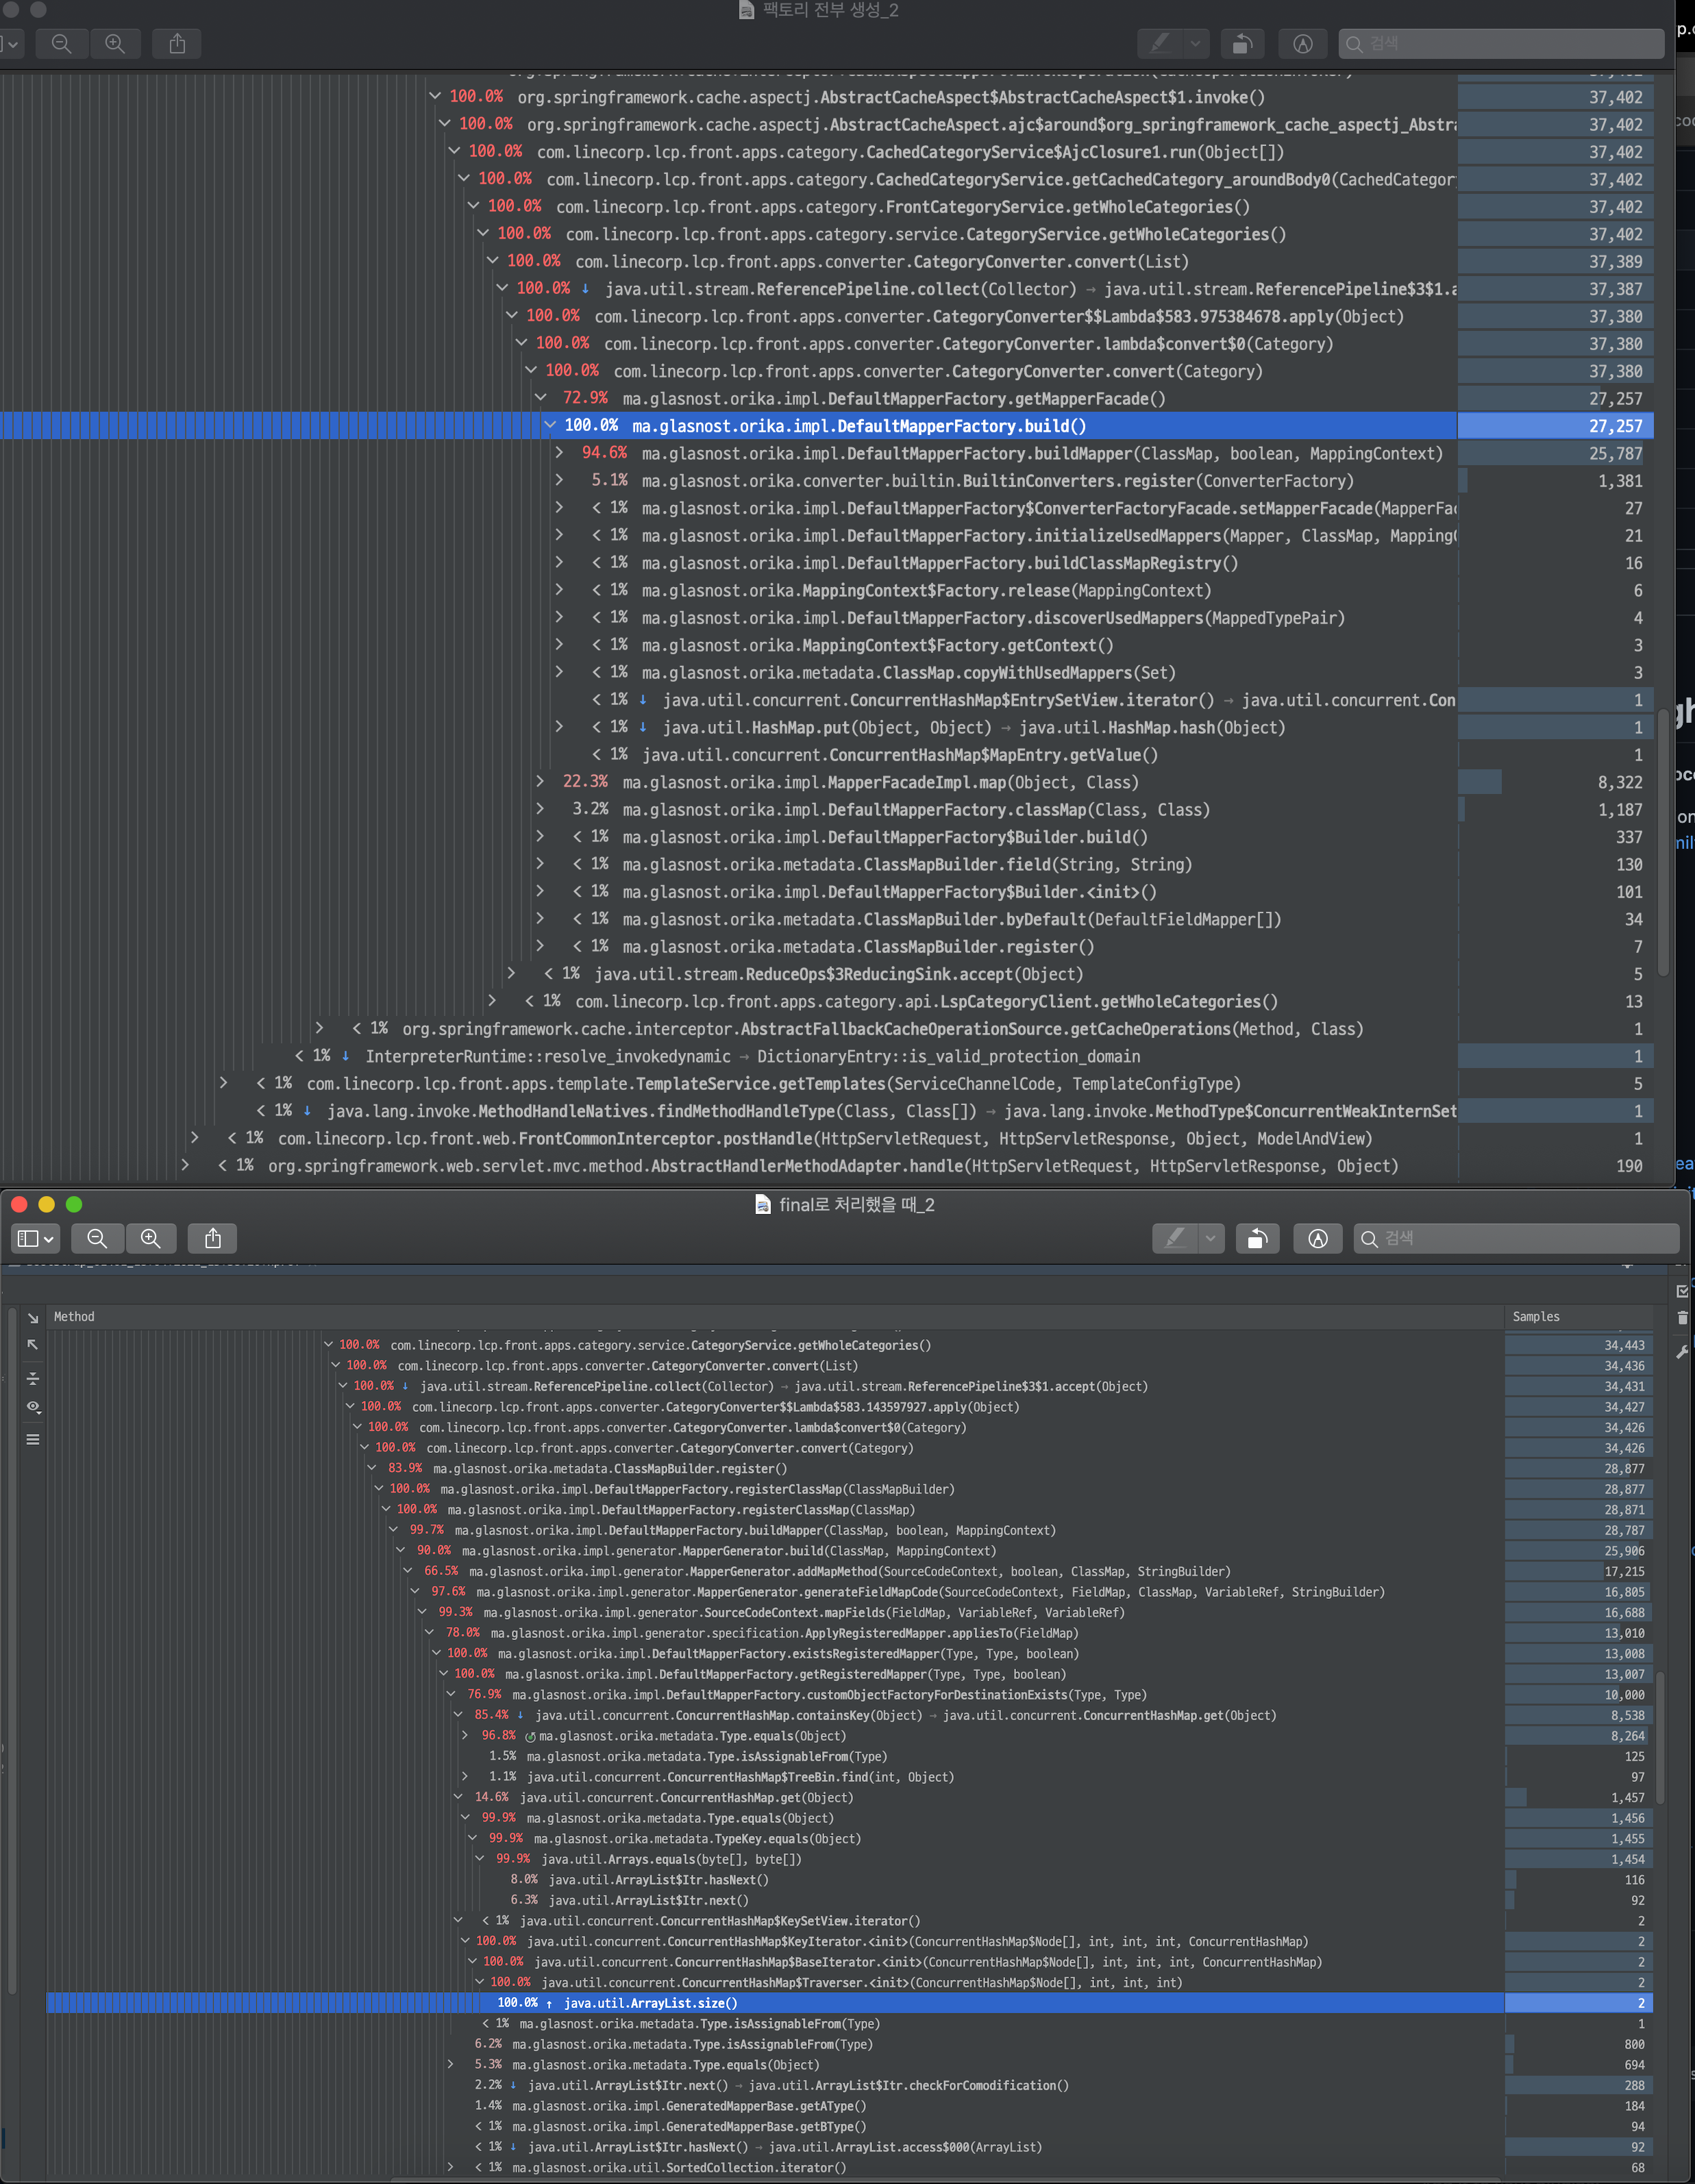 팩토리 전부 생성_2
검색
100.0% org.springframework.cache.aspectj.AbstractCacheAspect$AbstractCacheAspect$1.invoke() 37,402
100.0% org.springframework.cache.aspectj.AbstractCacheAspect.ajc$around$org_springframework_cache_aspectj_Abstra 37,402
100.0% com.linecorp.lcp.front.apps.category.CachedCategoryService$AjcClosure1.run(Object[]) 37,402
100.0% com.linecorp.lcp.front.apps.category.CachedCategoryService.getCachedCategory_aroundBody0(CachedCategor 37,402
100.0% com.linecorp.lcp.front.apps.category.FrontCategoryService.getWholeCategories() 37,402
100.0% com.linecorp.lcp.front.apps.category.service.CategoryService.getWholeCategories() 37,402
100.0% com.linecorp.lcp.front.apps.converter.CategoryConverter.convert(List) 37,389
100.0% ↓ java.util.stream.ReferencePipeline.collect(Collector) → java.util.stream.ReferencePipeline$3$1.a 37,387
100.0% com.linecorp.lcp.front.apps.converter.CategoryConverter$$Lambda$583.975384678.apply(Object) 37,380
100.0% com.linecorp.lcp.front.apps.converter.CategoryConverter.lambda$convert$0(Category) 37,380
100.0% com.linecorp.lcp.front.apps.converter.CategoryConverter.convert(Category) 37,380
72.9% ma.glasnost.orika.impl.DefaultMapperFactory.getMapperFacade() 27,257
100.0% ma.glasnost.orika.impl.DefaultMapperFactory.build() 27,257
94.6% ma.glasnost.orika.impl.DefaultMapperFactory.buildMapper(ClassMap, boolean, MappingContext) 25,787
5.1% ma.glasnost.orika.converter.builtin.BuiltinConverters.register(ConverterFactory) 1,381
< 1% ma.glasnost.orika.impl.DefaultMapperFactory$ConverterFactoryFacade.setMapperFacade(MapperFac 27
< 1% ma.glasnost.orika.impl.DefaultMapperFactory.initializeUsedMappers(Mapper, ClassMap, MappingC 21
< 1% ma.glasnost.orika.impl.DefaultMapperFactory.buildClassMapRegistry() 16
< 1% ma.glasnost.orika.MappingContext$Factory.release(MappingContext) 6
< 1% ma.glasnost.orika.impl.DefaultMapperFactory.discoverUsedMappers(MappedTypePair) 4
< 1% ma.glasnost.orika.MappingContext$Factory.getContext() 3
< 1% ma.glasnost.orika.metadata.ClassMap.copyWithUsedMappers(Set) 3
< 1% ↓ java.util.concurrent.ConcurrentHashMap$EntrySetView.iterator() → java.util.concurrent.Con 1
< 1% ↓ java.util.HashMap.put(Object, Object) → java.util.HashMap.hash(Object) 1
< 1% java.util.concurrent.ConcurrentHashMap$MapEntry.getValue() 1
22.3% ma.glasnost.orika.impl.MapperFacadeImpl.map(Object, Class) 8,322
3.2% ma.glasnost.orika.impl.DefaultMapperFactory.classMap(Class, Class) 1,187
< 1% ma.glasnost.orika.impl.DefaultMapperFactory$Builder.build() 337
< 1% ma.glasnost.orika.metadata.ClassMapBuilder.field(String, String) 130
< 1% ma.glasnost.orika.impl.DefaultMapperFactory$Builder.<init>() 101
< 1% ma.glasnost.orika.metadata.ClassMapBuilder.byDefault(DefaultFieldMapper[]) 34
< 1% ma.glasnost.orika.metadata.ClassMapBuilder.register() 7
< 1% java.util.stream.ReduceOps$3ReducingSink.accept(Object) 5
< 1% com.linecorp.lcp.front.apps.category.api.LspCategoryClient.getWholeCategories() 13
< 1% org.springframework.cache.interceptor.AbstractFallbackCacheOperationSource.getCacheOperations(Method, Class) 1
< 1% ↓ InterpreterRuntime::resolve_invokedynamic → DictionaryEntry::is_valid_protection_domain 1
< 1% com.linecorp.lcp.front.apps.template.TemplateService.getTemplates(ServiceChannelCode, TemplateConfigType) 5
< 1% ↓ java.lang.invoke.MethodHandleNatives.findMethodHandleType(Class, Class[]) → java.lang.invoke.MethodType$ConcurrentWeakInternSet 1
< 1% com.linecorp.lcp.front.web.FrontCommonInterceptor.postHandle(HttpServletRequest, HttpServletResponse, Object, ModelAndView) 1
< 1% org.springframework.web.servlet.mvc.method.AbstractHandlerMethodAdapter.handle(HttpServletRequest, HttpServletResponse, Object) 190
final로 처리했을 때_2
검색
Method Samples
100.0% com.linecorp.lcp.front.apps.category.service.CategoryService.getWholeCategories() 34,443
100.0% com.linecorp.lcp.front.apps.converter.CategoryConverter.convert(List) 34,436
100.0% ↓ java.util.stream.ReferencePipeline.collect(Collector) → java.util.stream.ReferencePipeline$3$1.accept(Object) 34,431
100.0% com.linecorp.lcp.front.apps.converter.CategoryConverter$$Lambda$583.143597927.apply(Object) 34,427
100.0% com.linecorp.lcp.front.apps.converter.CategoryConverter.lambda$convert$0(Category) 34,426
100.0% com.linecorp.lcp.front.apps.converter.CategoryConverter.convert(Category) 34,426
83.9% ma.glasnost.orika.metadata.ClassMapBuilder.register() 28,877
100.0% ma.glasnost.orika.impl.DefaultMapperFactory.registerClassMap(ClassMapBuilder) 28,877
100.0% ma.glasnost.orika.impl.DefaultMapperFactory.registerClassMap(ClassMap) 28,871
99.7% ma.glasnost.orika.impl.DefaultMapperFactory.buildMapper(ClassMap, boolean, MappingContext) 28,787
90.0% ma.glasnost.orika.impl.generator.MapperGenerator.build(ClassMap, MappingContext) 25,906
66.5% ma.glasnost.orika.impl.generator.MapperGenerator.addMapMethod(SourceCodeContext, boolean, ClassMap, StringBuilder) 17,215
97.6% ma.glasnost.orika.impl.generator.MapperGenerator.generateFieldMapCode(SourceCodeContext, FieldMap, ClassMap, VariableRef, StringBuilder) 16,805
99.3% ma.glasnost.orika.impl.generator.SourceCodeContext.mapFields(FieldMap, VariableRef, VariableRef) 16,688
78.0% ma.glasnost.orika.impl.generator.specification.ApplyRegisteredMapper.appliesTo(FieldMap) 13,010
100.0% ma.glasnost.orika.impl.DefaultMapperFactory.existsRegisteredMapper(Type, Type, boolean) 13,008
100.0% ma.glasnost.orika.impl.DefaultMapperFactory.getRegisteredMapper(Type, Type, boolean) 13,007
76.9% ma.glasnost.orika.impl.DefaultMapperFactory.customObjectFactoryForDestinationExists(Type, Type) 10,000
85.4% ↓ java.util.concurrent.ConcurrentHashMap.containsKey(Object) → java.util.concurrent.ConcurrentHashMap.get(Object) 8,538
96.8% ma.glasnost.orika.metadata.Type.equals(Object) 8,264
1.5% ma.glasnost.orika.metadata.Type.isAssignableFrom(Type) 125
1.1% java.util.concurrent.ConcurrentHashMap$TreeBin.find(int, Object) 97
14.6% java.util.concurrent.ConcurrentHashMap.get(Object) 1,457
99.9% ma.glasnost.orika.metadata.Type.equals(Object) 1,456
99.9% ma.glasnost.orika.metadata.TypeKey.equals(Object) 1,455
99.9% java.util.Arrays.equals(byte[], byte[]) 1,454
8.0% java.util.ArrayList$Itr.hasNext() 116
6.3% java.util.ArrayList$Itr.next() 92
< 1% java.util.concurrent.ConcurrentHashMap$KeySetView.iterator() 2
100.0% java.util.concurrent.ConcurrentHashMap$KeyIterator.<init>(ConcurrentHashMap$Node[], int, int, int, ConcurrentHashMap) 2
100.0% java.util.concurrent.ConcurrentHashMap$BaseIterator.<init>(ConcurrentHashMap$Node[], int, int, int, ConcurrentHashMap) 2
100.0% java.util.concurrent.ConcurrentHashMap$Traverser.<init>(ConcurrentHashMap$Node[], int, int, int) 2
100.0% ↑ java.util.ArrayList.size() 2
< 1% ma.glasnost.orika.metadata.Type.isAssignableFrom(Type) 1
6.2% ma.glasnost.orika.metadata.Type.isAssignableFrom(Type) 800
5.3% ma.glasnost.orika.metadata.Type.equals(Object) 694
2.2% ↓ java.util.ArrayList$Itr.next() → java.util.ArrayList$Itr.checkForComodification() 288
1.4% ma.glasnost.orika.impl.GeneratedMapperBase.getAType() 184
< 1% ma.glasnost.orika.impl.GeneratedMapperBase.getBType() 94
< 1% ↓ java.util.ArrayList$Itr.hasNext() → java.util.ArrayList.access$000(ArrayList) 92
< 1% ma.glasnost.orika.util.SortedCollection.iterator() 68